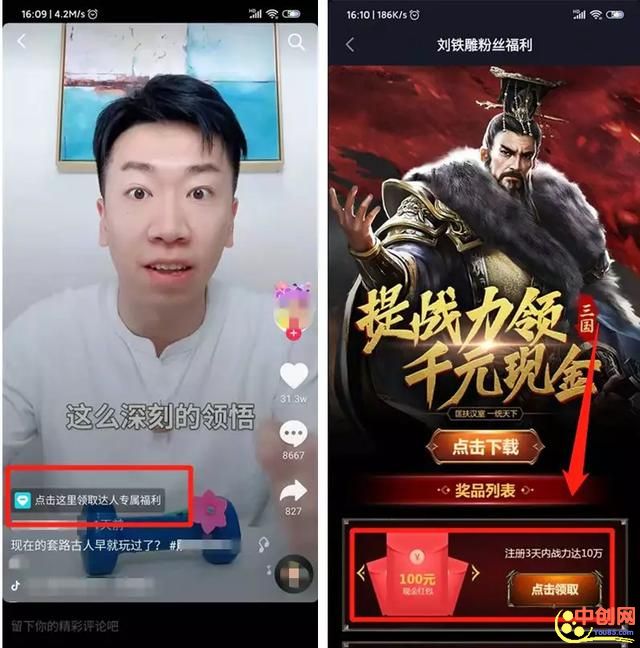 16:09 | 4.2M/s
这么深刻的领悟
31.3w
8667
827
点击这里领取达人专属福利
4天前
现在的套路古人早就玩过了？ #
留下你的精彩评论吧
16:10 | 186K/s
刘铁雕粉丝福利
提战力领
三国
千元现金
匡扶汉室 一统天下
点击下载
奖品列表
¥
100元
现金红包
注册3天内战力达10万
点击领取
中创网
YOU85.com